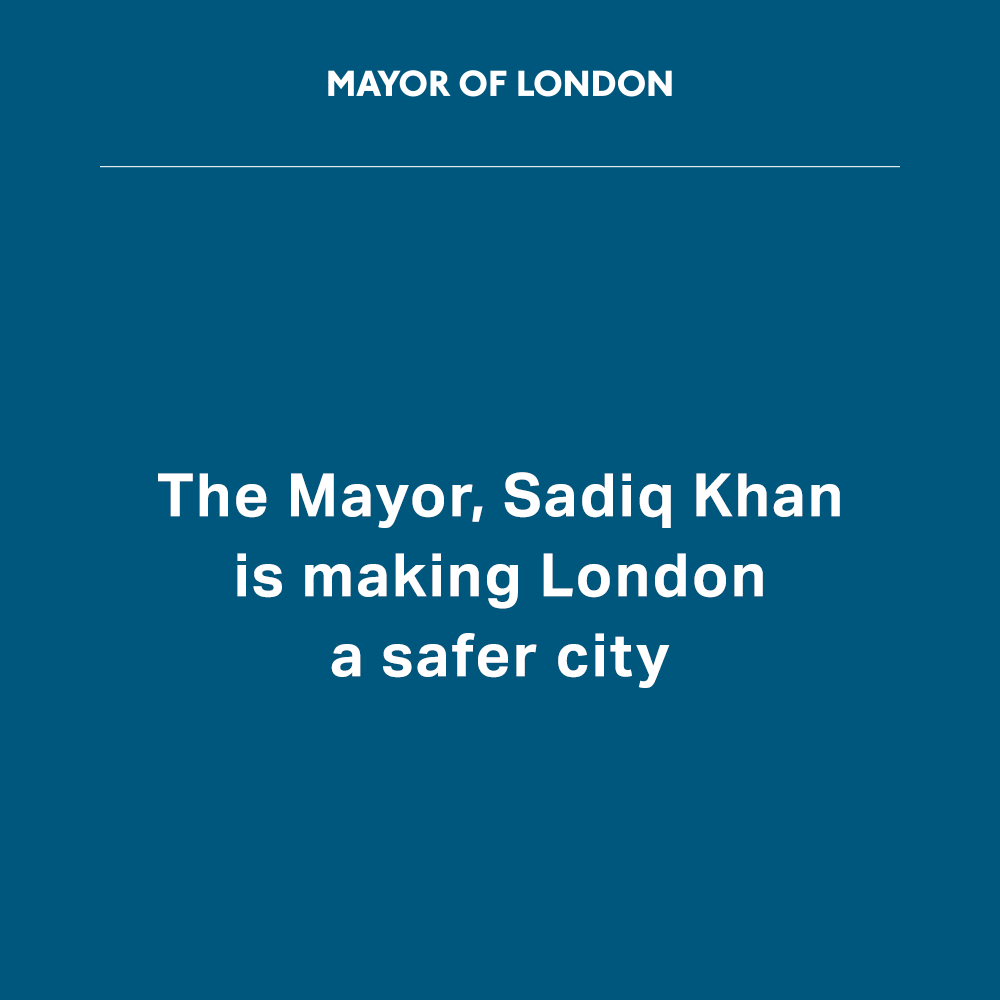 MAYOR OF LONDON
The Mayor, Sadiq Khan
is making London
a safer city